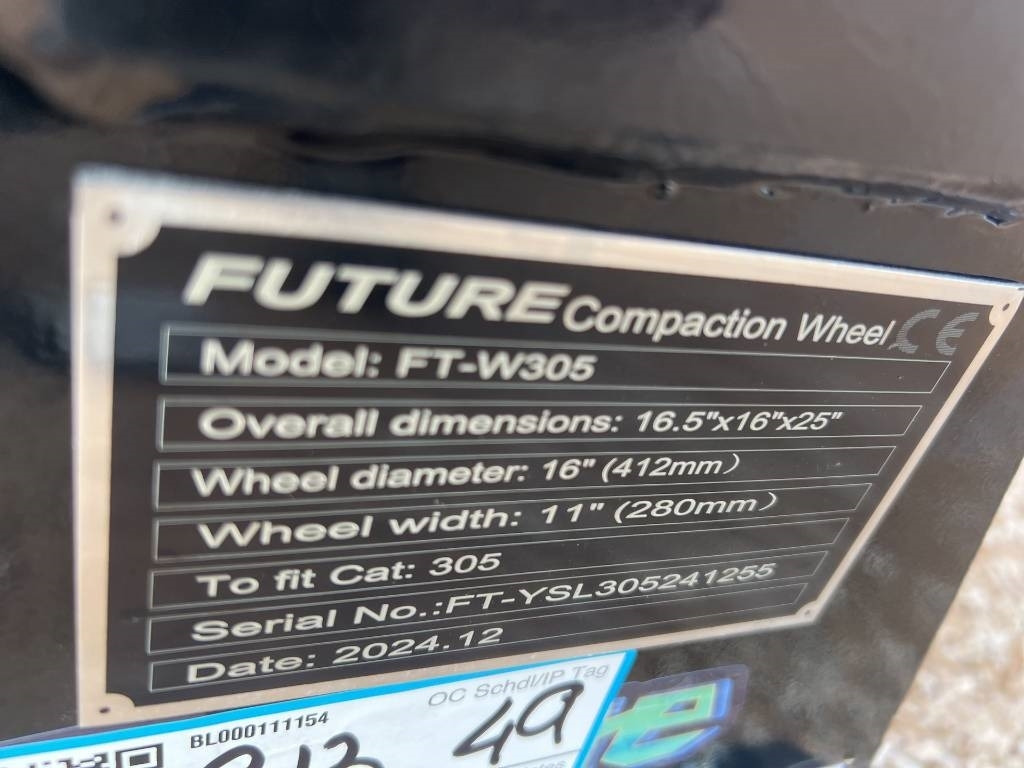 FUTURE Compaction Wheel CE
Model: FT-W305
Overall dimensions: 16.5"x16"x25"
Wheel diameter: 16" (412mm)
Wheel width: 11" (280mm)
To fit Cat: 305
Serial No.:FT-YSL305241255
Date: 2024.12
OC Schdl/IP Tag
BL000111154
49